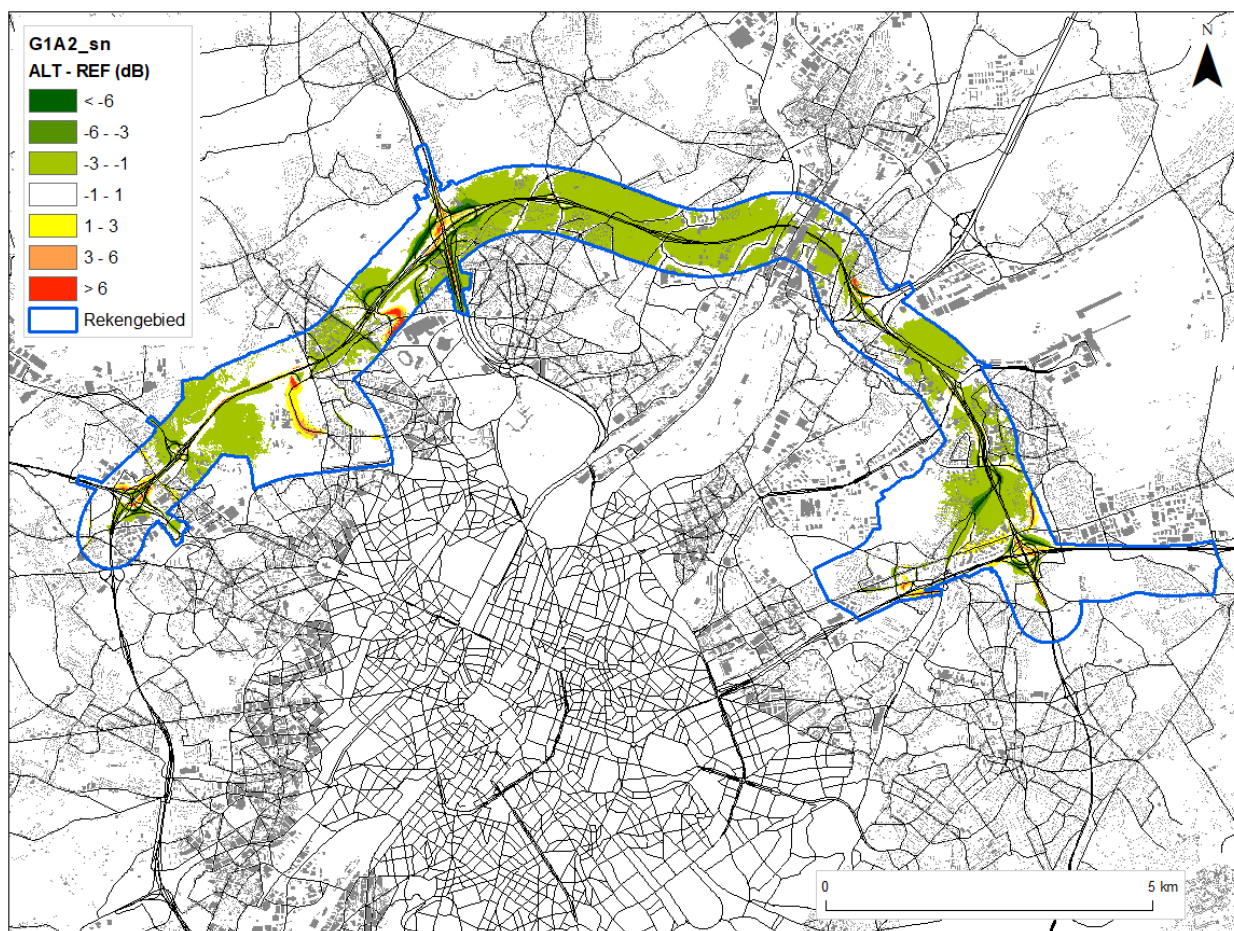 G1A2_sn
ALT - REF (dB)
< -6
-6 - -3
-3 - -1
-1 - 1
1 - 3
3 - 6
> 6
Rekengebied
N
0
5 km